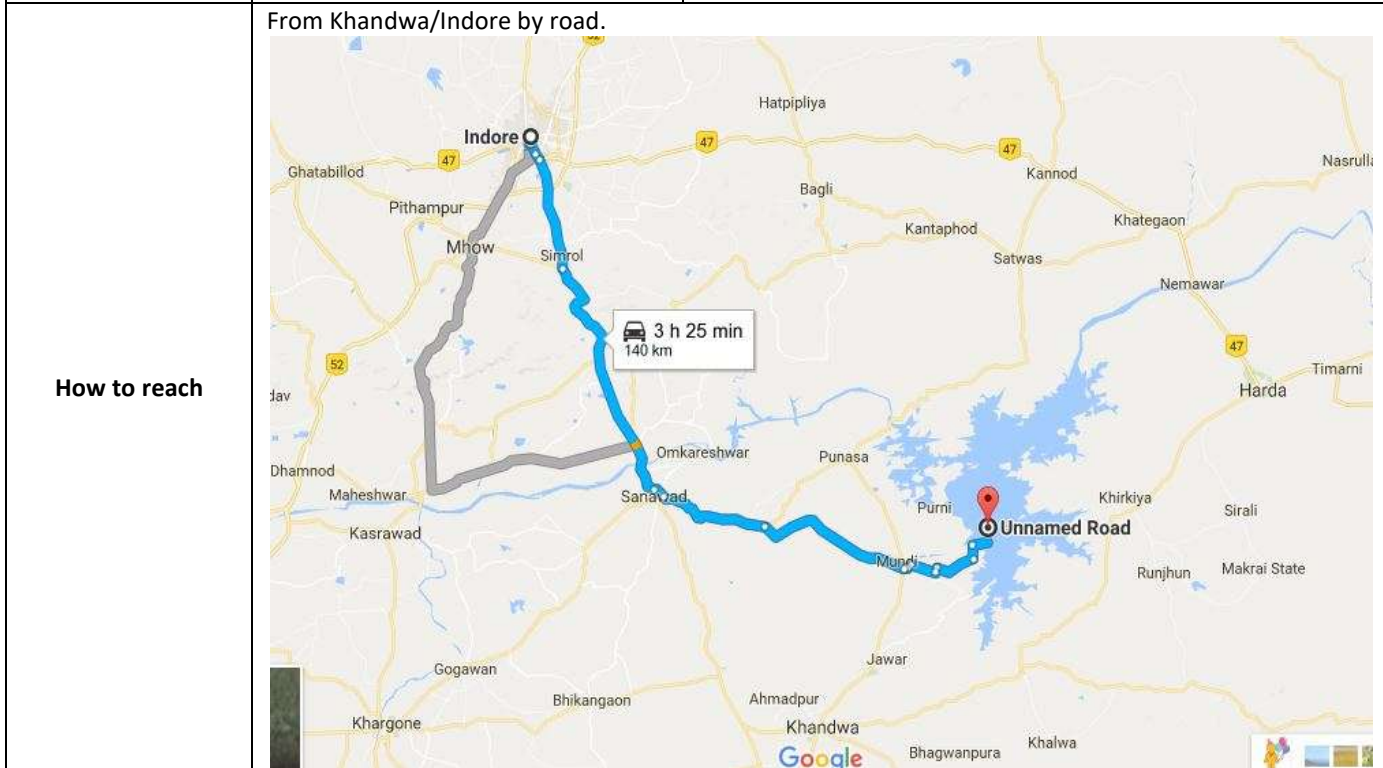 From Khandwa/Indore by road.
How to reach
Hatpipliya
Indore
47
47
47
Nasrulla
Ghatabillod
Kannod
Bagli
Pithampur
Khategaon
Kantaphod
Mhow
Simrol
Satwas
Nemawar
3 h 25 min
140 km
47
52
Timarni
Harda
dav
Omkareshwar
Punasa
Dhamnod
Maheshwar
Sanawad
Khirkiya
Purni
Sirali
Unnamed Road
Kasrawad
Mundi
Runjhun
Makrai State
Jawar
Gogawan
Bhikangaon
Ahmadpur
Khargone
Khandwa
Khalwa
Google
Bhagwanpura